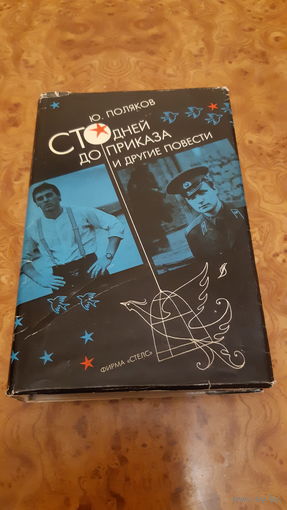 Ю. ПОЛЯКОВ
СТО ДНЕЙ
ДО ПРИКАЗА
И ДРУГИЕ ПОВЕСТИ
ФИРМА «СТЕЛС»